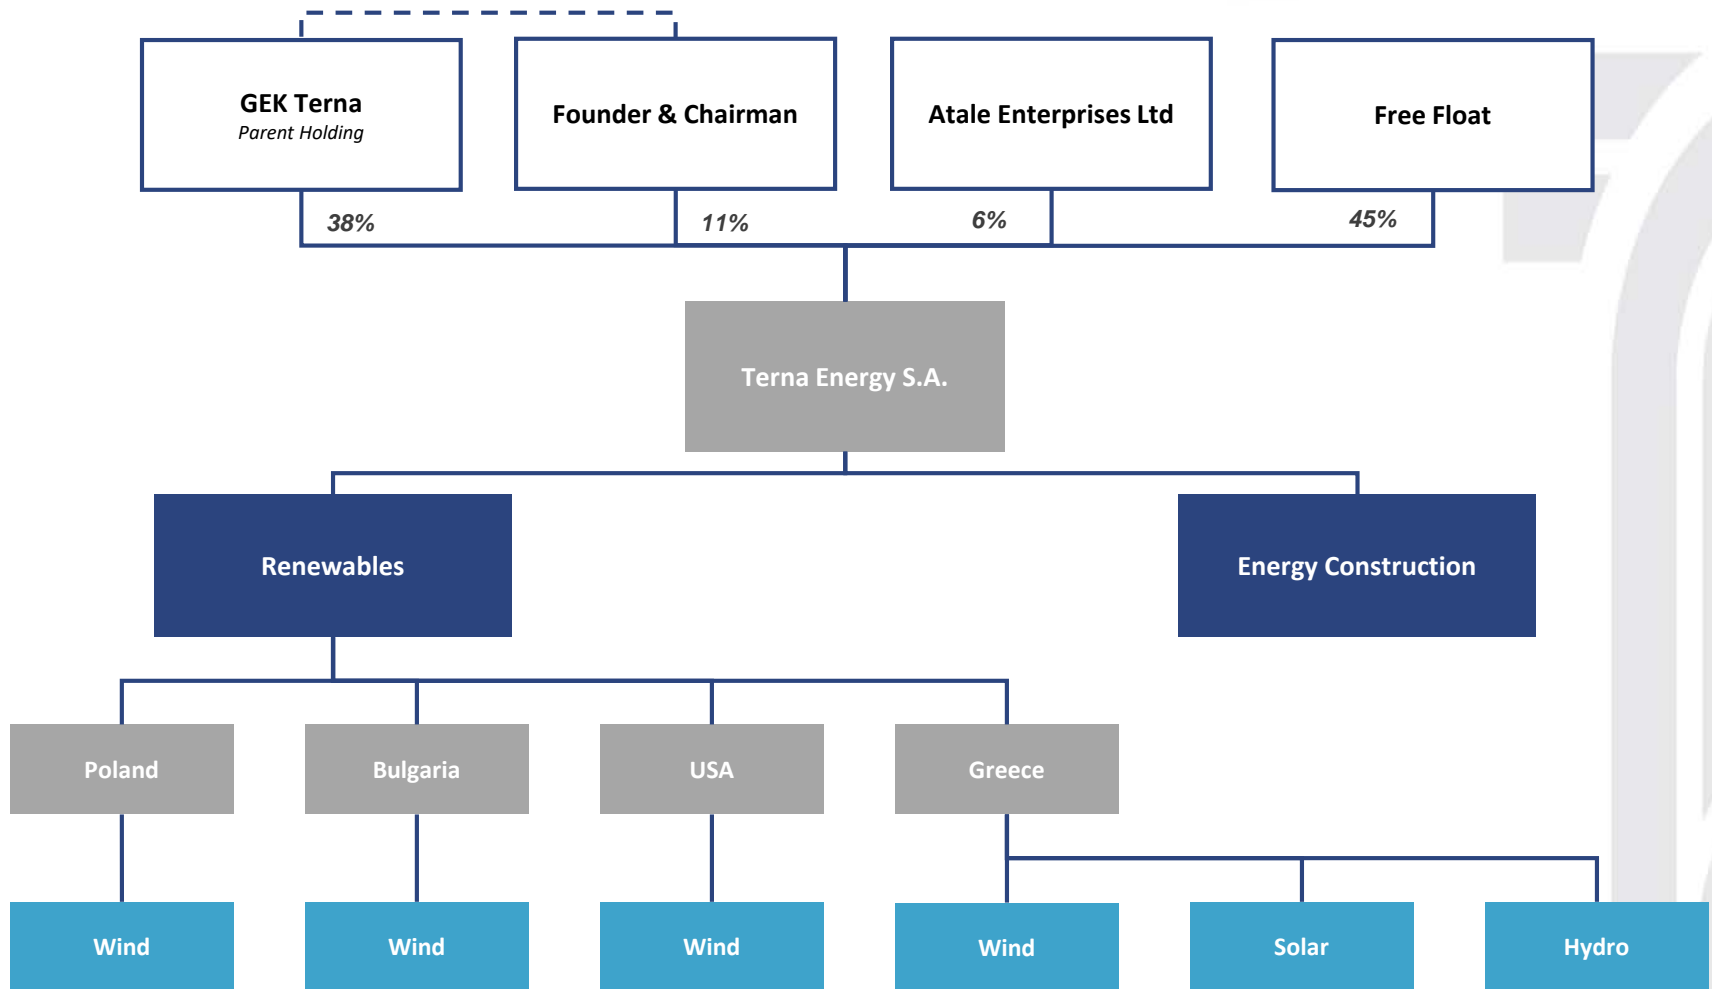 GEK Terna
Parent Holding
Founder & Chairman
Atale Enterprises Ltd
Free Float
38%
11%
6%
45%
Terna Energy S.A.
Renewables
Energy Construction
Poland
Bulgaria
USA
Greece
Wind
Wind
Wind
Wind
Solar
Hydro